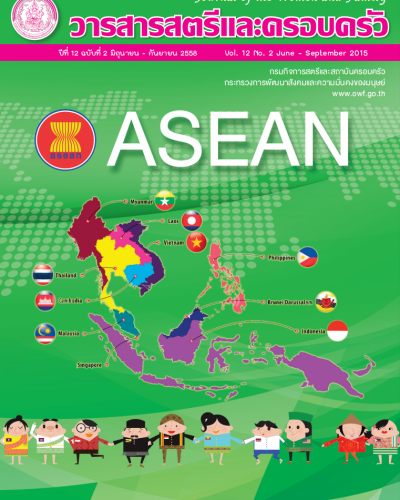 Journal of the Women and Family
วารสารสตรีและครอบครัว
ปีที่ 12 ฉบับที่ 2 มิถุนายน - กันยายน 2558 Vol. 12 No. 2 June - September 2015
กรมกิจการสตรีและสถาบันครอบครัว
กระทรวงการพัฒนาสังคมและความมั่นคงของมนุษย์
www.owf.go.th
asean
ASEAN
Myanmar
Laos
Vietnam
Philippines
Thailand
Cambodia
Brunei Darussalam
Malaysia
Indonesia
Singapore